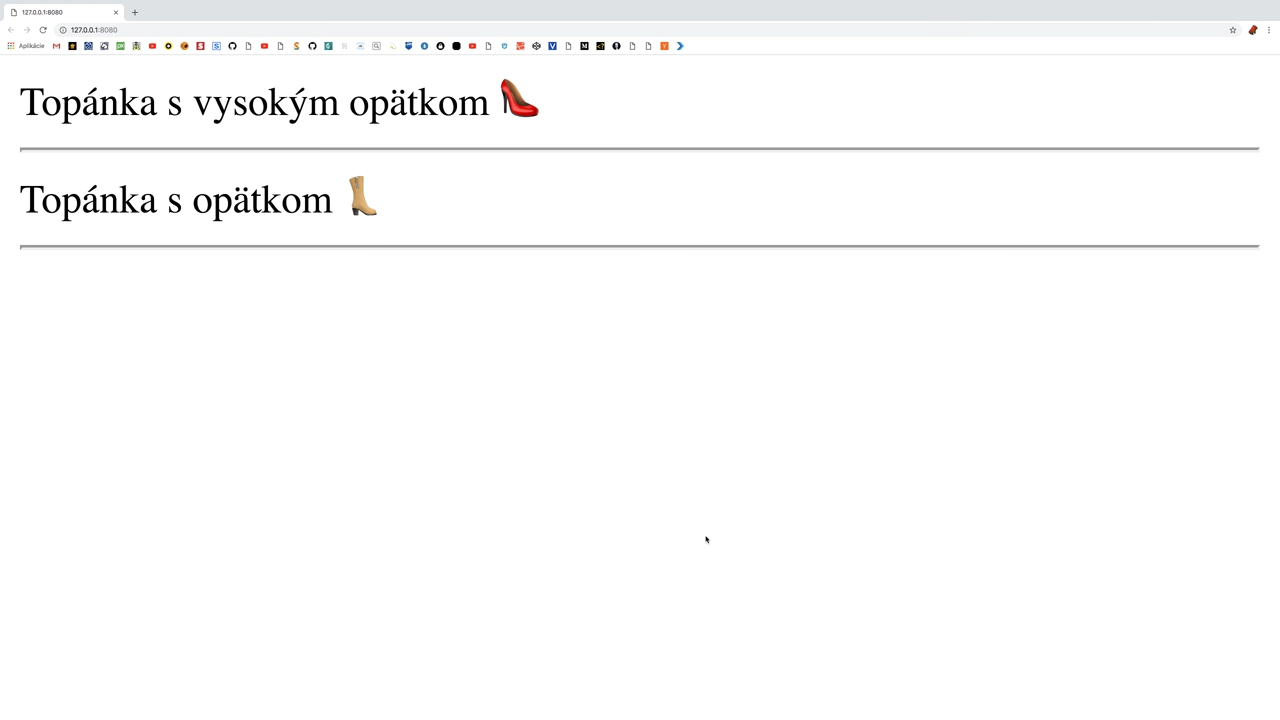 127.0.0.1:8080
127.0.0.1:8080
Aplikácie
Topánka s vysokým opätkom 👠
Topánka s opätkom 👢